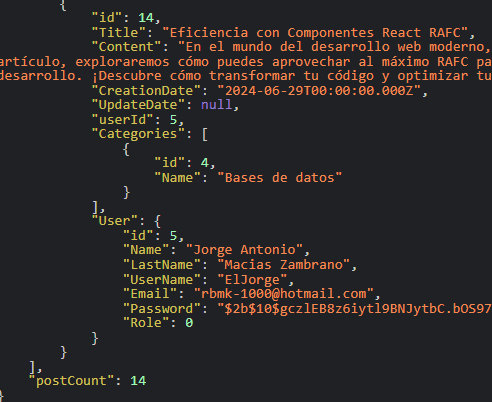 {
"id": 14,
"Title": "Eficiencia con Componentes React RAFC",
"Content": "En el mundo del desarrollo web moderno,
artículo, exploraremos cómo puedes aprovechar al máximo RAFC pa
desarrollo. ¡Descubre cómo transformar tu código y optimizar tu
"CreationDate": "2024-06-29T00:00:00.000Z",
"UpdateDate": null,
"userId": 5,
"Categories": [
{
"id": 4,
"Name": "Bases de datos"
}
],
"User": {
"id": 5,
"Name": "Jorge Antonio",
"LastName": "Macias Zambrano",
"UserName": "ElJorge",
"Email": "rbmk-1000@hotmail.com",
"Password": "$2b$10$gczlEB8z6iytl9BNJytbC.bOS97
"Role": 0
}
}
],
"postCount": 14
}